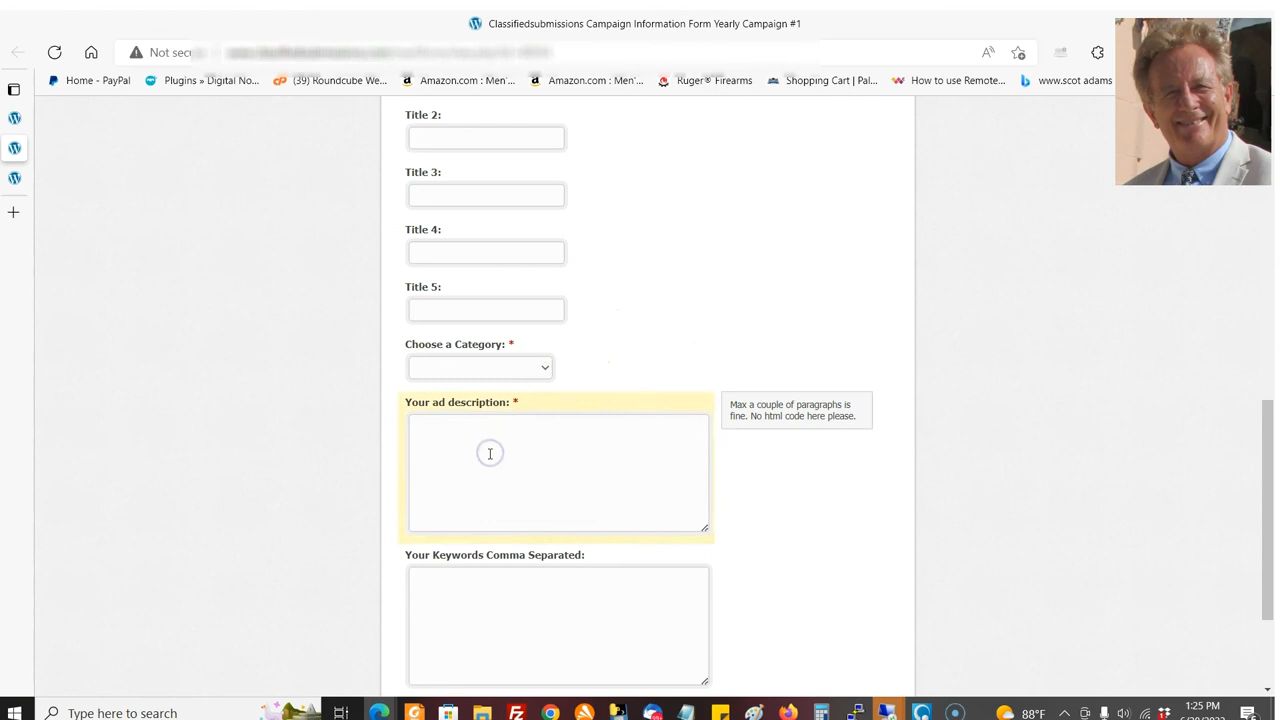 Classifiedsubmissions Campaign Information Form Yearly Campaign #1
Not secu
Home - PayPal
Plugins » Digital No...
(39) Roundcube We...
Amazon.com : Men'...
Amazon.com : Men'...
Ruger® Firearms
Shopping Cart | Pal...
How to use Remote...
www.scot adams
Title 2:
Title 3:
Title 4:
Title 5:
Choose a Category: *
Your ad description: *
Max a couple of paragraphs is
fine. No html code here please.
Your Keywords Comma Separated:
Type here to search
88°F
1:25 PM